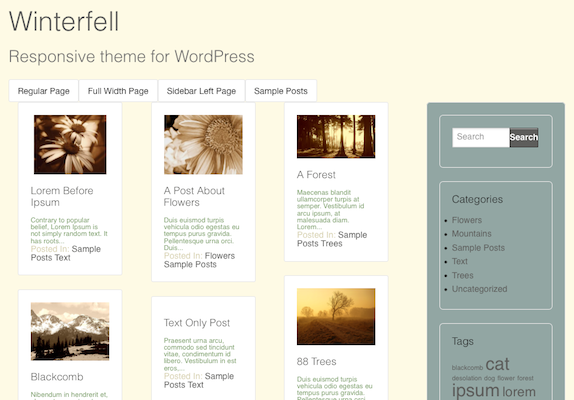 Winterfell
Responsive theme for WordPress
Regular Page
Full Width Page
Sidebar Left Page
Sample Posts
Lorem Before
Ipsum
Contrary to popular
belief, Lorem Ipsum is
not simply random text. It
has roots...
Posted In: Sample
Posts Text
Blackcomb
Nibendum in hendrerit et,
A Post About
Flowers
Duis euismod turpis
vehicula odio egestas eu
tempus purus gravida.
Pellentesque urna orci.
Duis...
Posted In: Flowers
Sample Posts
Text Only Post
Praesent urna arcu,
commodo sed tincidunt
vitae, condimentum id
libero. Vestibulum in est
eros,...
Posted In: Sample
Posts Text
A Forest
Maecenas blandit
ullamcorper turpis at
semper. Vestibulum id
arcu ipsum, at
malesuada diam.
Lorem...
Posted In: Sample
Posts Trees
88 Trees
Duis euismod turpis
vehicula odio egestas eu
tempus purus gravida.
Search
Search
Categories
Flowers
Mountains
Sample Posts
Text
Trees
Uncategorized
Tags
blackcomb cat
desolation dog flower forest
ipsum lorem